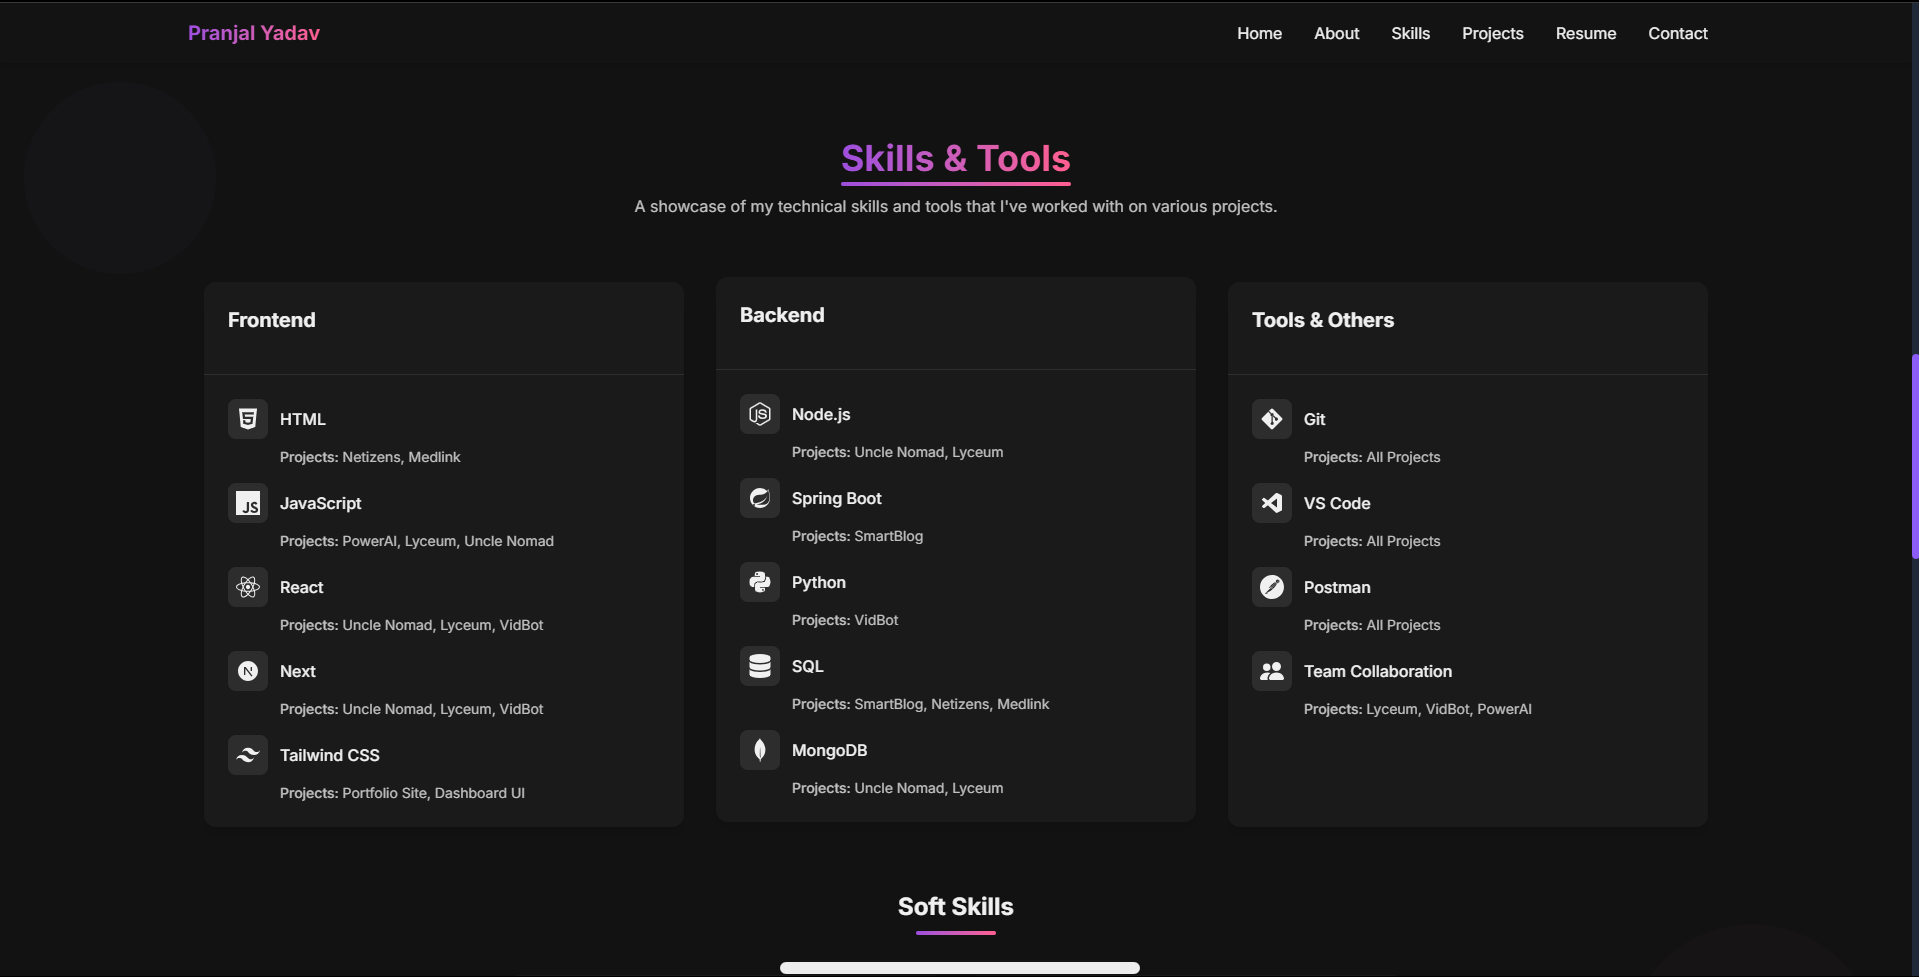 Pranjal Yadav
Home About Skills Projects Resume Contact
Skills & Tools
A showcase of my technical skills and tools that I've worked with on various projects.
Frontend
HTML
Projects: Netizens, Medlink
JS JavaScript
Projects: PowerAI, Lyceum, Uncle Nomad
React
Projects: Uncle Nomad, Lyceum, VidBot
N Next
Projects: Uncle Nomad, Lyceum, VidBot
Tailwind CSS
Projects: Portfolio Site, Dashboard UI
Backend
JS Node.js
Projects: Uncle Nomad, Lyceum
Spring Boot
Projects: SmartBlog
Python
Projects: VidBot
SQL
Projects: SmartBlog, Netizens, Medlink
MongoDB
Projects: Uncle Nomad, Lyceum
Tools & Others
Git
Projects: All Projects
VS Code
Projects: All Projects
Postman
Projects: All Projects
Team Collaboration
Projects: Lyceum, VidBot, PowerAI
Soft Skills